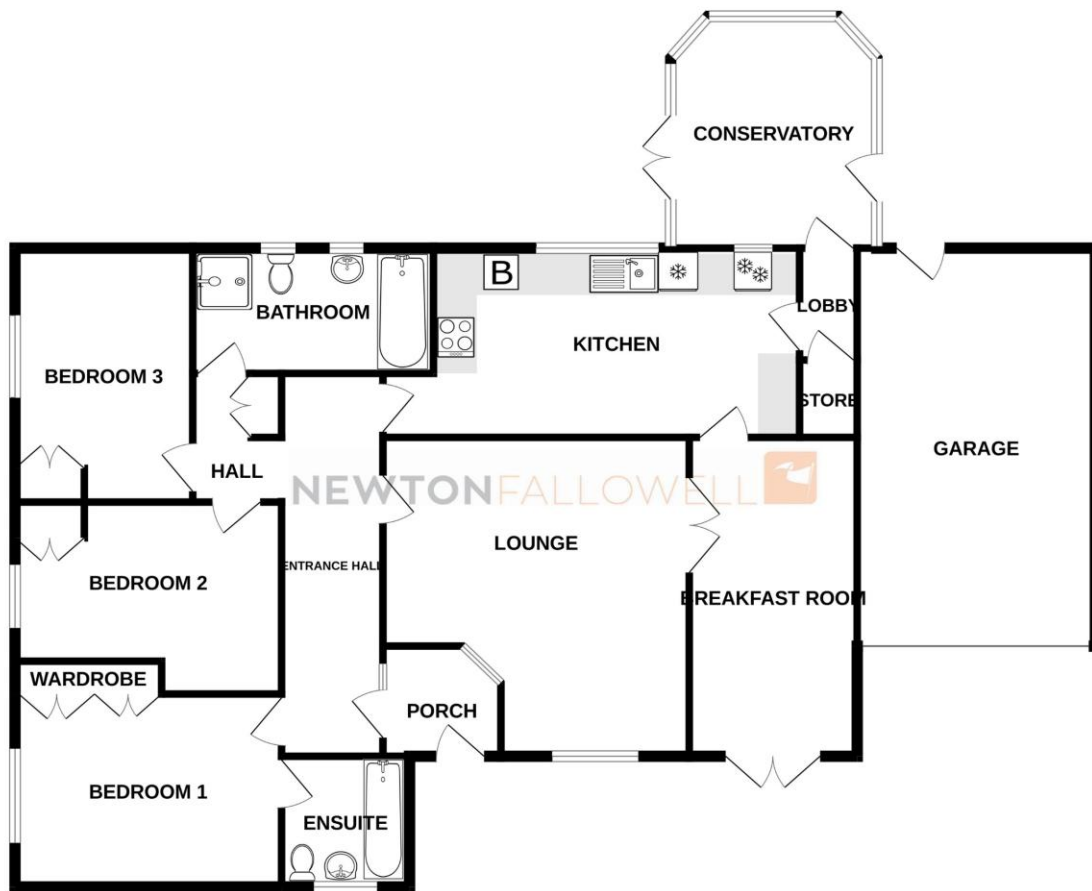 CONSERVATORY
B
BATHROOM
LOBBY
KITCHEN
BEDROOM 3
STORE
GARAGE
HALL
NEWTONFALLOWELL
LOUNGE
ENTRANCE HALL
BEDROOM 2
BREAKFAST ROOM
WARDROBE
PORCH
BEDROOM 1
ENSUITE